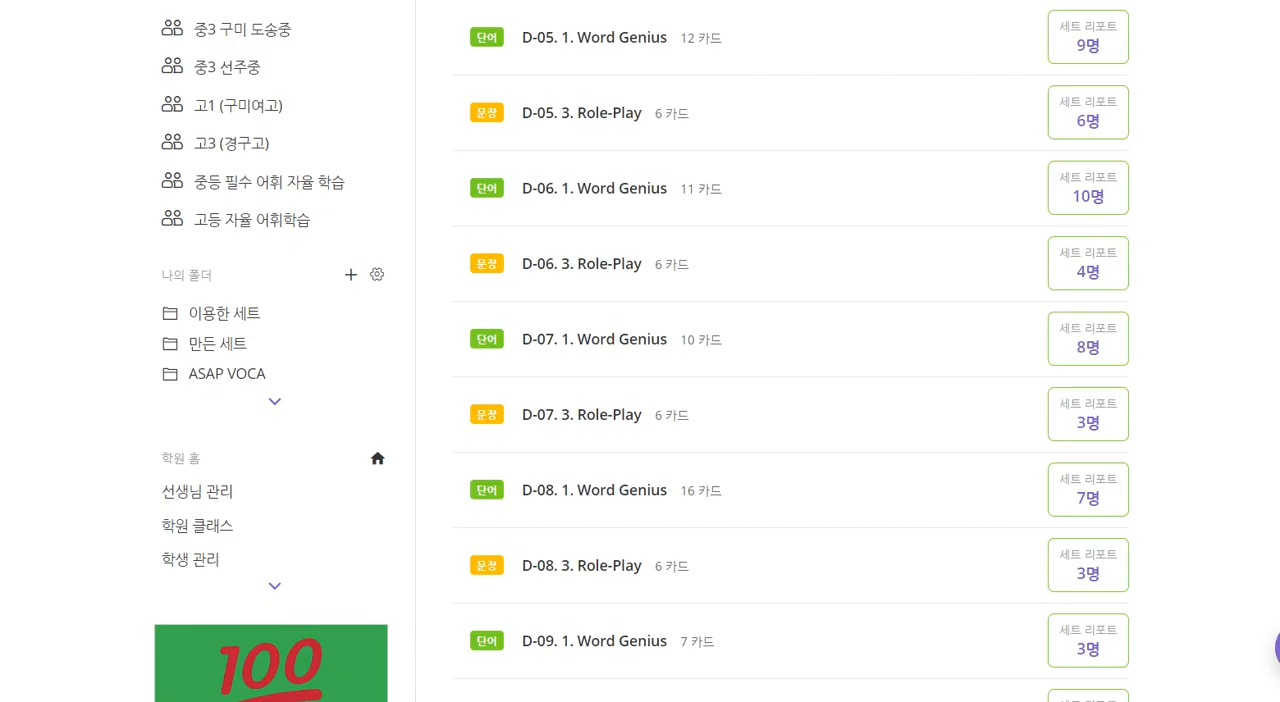 중3 구미 도송중
중3 선주중
고1 (구미여고)
고3 (경구고)
중등 필수 어휘 자율 학습
고등 자율 어휘학습
나의 폴더
이용한 세트
만든 세트
ASAP VOCA
학원 홈
선생님 관리
학원 클래스
학생 관리
100
단어 D-05. 1. Word Genius 12 카드 세트 리포트 9명
문장 D-05. 3. Role-Play 6 카드 세트 리포트 6명
단어 D-06. 1. Word Genius 11 카드 세트 리포트 10명
문장 D-06. 3. Role-Play 6 카드 세트 리포트 4명
단어 D-07. 1. Word Genius 10 카드 세트 리포트 8명
문장 D-07. 3. Role-Play 6 카드 세트 리포트 3명
단어 D-08. 1. Word Genius 16 카드 세트 리포트 7명
문장 D-08. 3. Role-Play 6 카드 세트 리포트 3명
단어 D-09. 1. Word Genius 7 카드 세트 리포트 3명